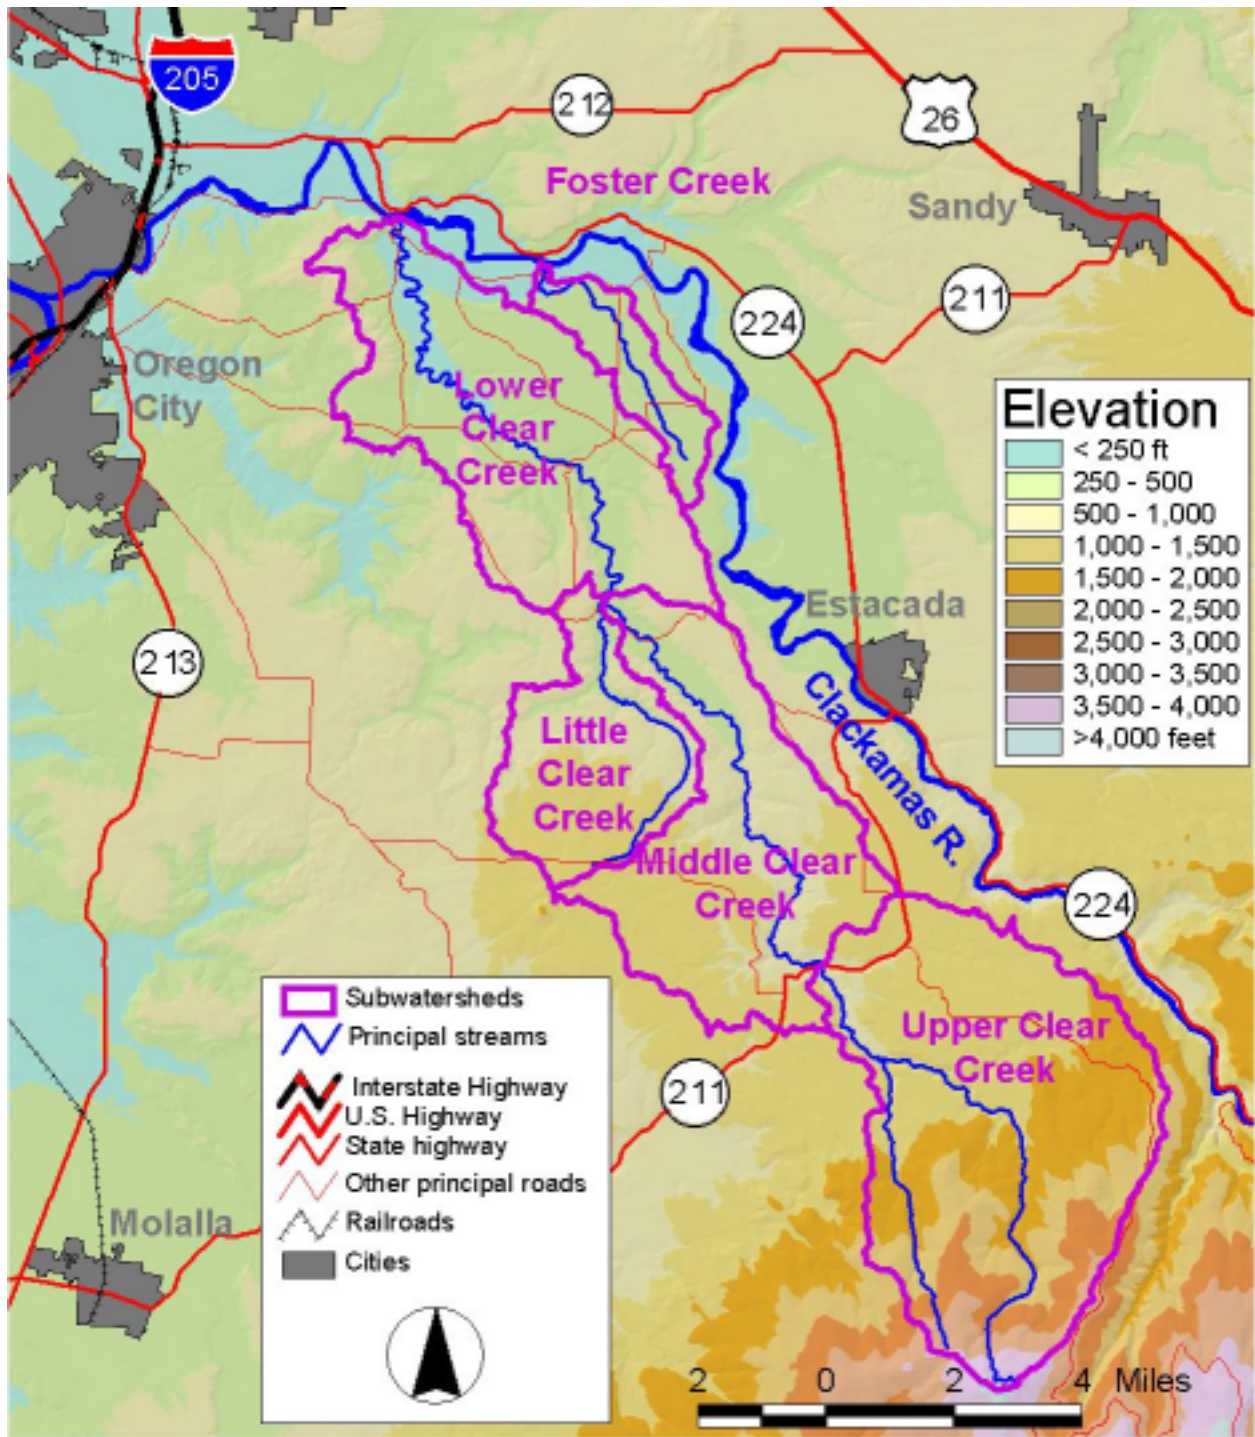 205
212
26
Foster Creek
Sandy
211
224
Oregon
City
Lower
Clear
Creek
Elevation
< 250 ft
250 - 500
500 - 1,000
1,000 - 1,500
1,500 - 2,000
2,000 - 2,500
2,500 - 3,000
3,000 - 3,500
3,500 - 4,000
>4,000 feet
Estacada
213
Clackamas R.
Little
Clear
Creek
Middle Clear
Creek
224
Upper Clear
Creek
211
Subwatersheds
Principal streams
Interstate Highway
U.S. Highway
State highway
Other principal roads
Railroads
Cities
Molalla
2 0 2 4 Miles